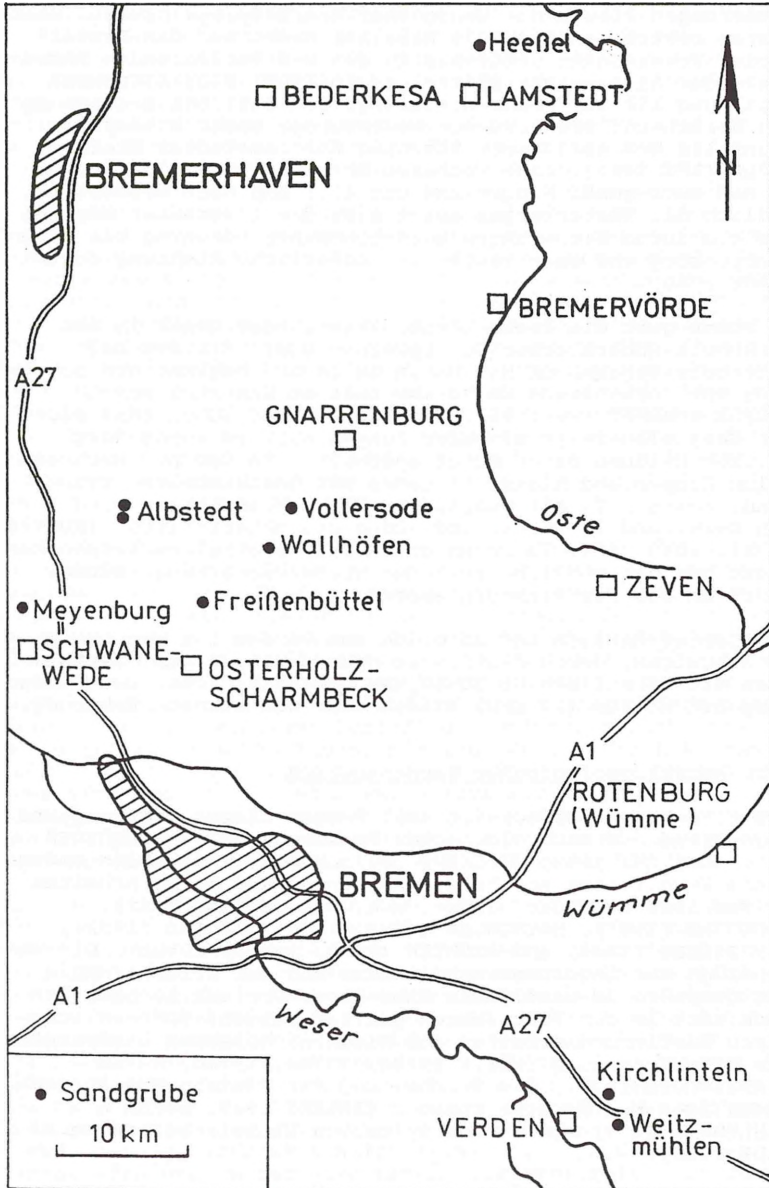 Heeßel
BEDERKESA
LAMSTEDT
N
BREMERHAVEN
BREMERVÖRDE
A27
GNARRENBURG
Albstedt
Vollersode
Oste
Wallhöfen
ZEVEN
Meyenburg
Freißenbüttel
SCHWANE-
WEDE
OSTERHOLZ-
SCHARMBECK
A1
ROTENBURG
(Wümme)
BREMEN
Wümme
A1
Weser
A27
Sandgrube
10 km
Kirchlinteln
VERDEN
Weitz-
mühlen